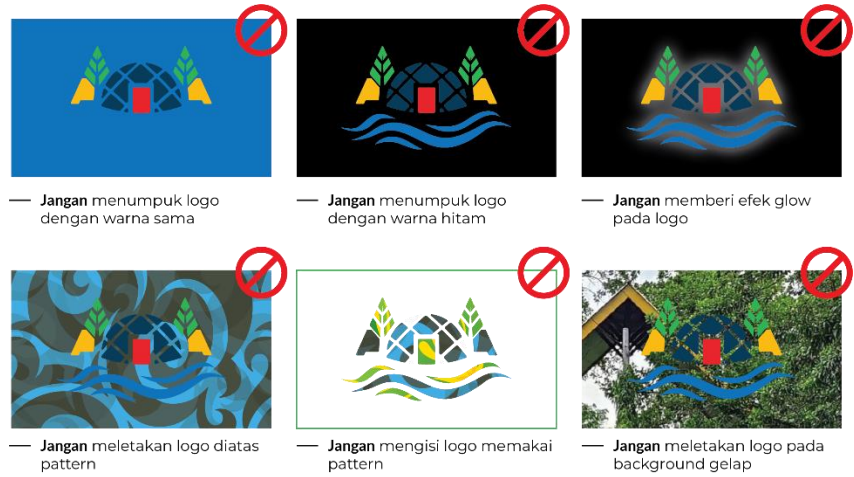 Jangan menumpuk logo
dengan warna sama
Jangan menumpuk logo
dengan warna hitam
Jangan memberi efek glow
pada logo
Jangan meletakan logo diatas
pattern
Jangan mengisi logo memakai
pattern
Jangan meletakan logo pada
background gelap